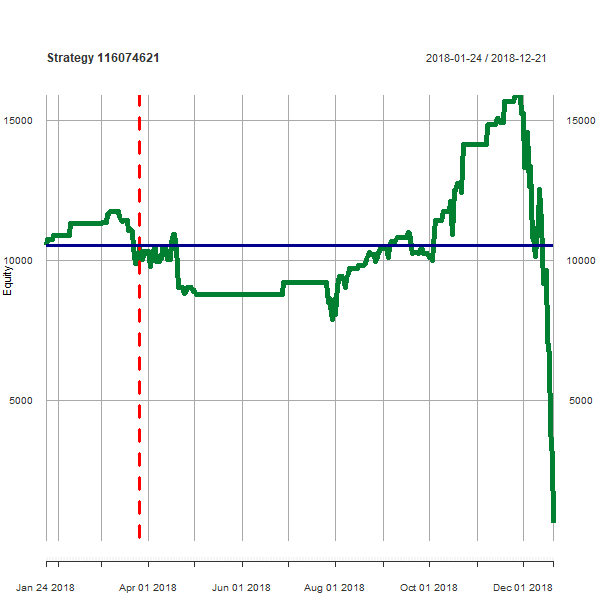 Strategy 116074621
2018-01-24 / 2018-12-21
15000
15000
10000
10000
Equity
5000
5000
Jan 24 2018
Apr 01 2018
Jun 01 2018
Aug 01 2018
Oct 01 2018
Dec 01 2018